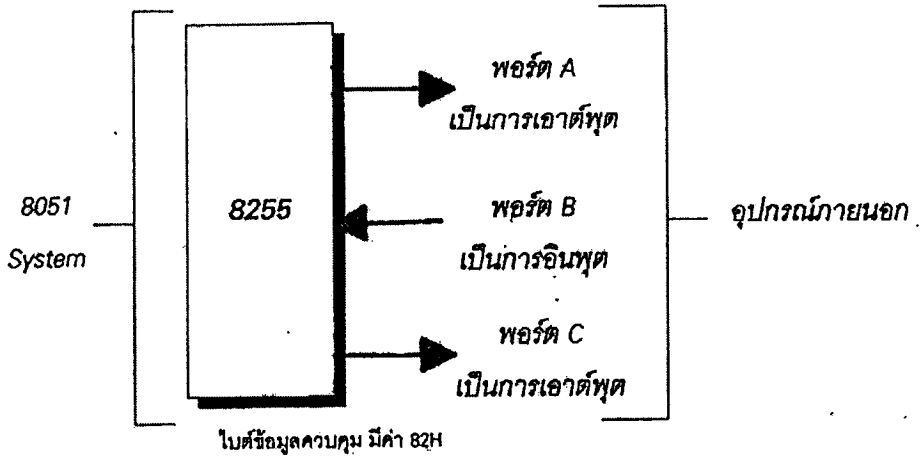 พอร์ต A
เป็นการเอาต์พุต
8051
System
8255
พอร์ต B
เป็นการอินพุต
อุปกรณ์ภายนอก
พอร์ต C
เป็นการเอาต์พุต
ไบต์ข้อมูลควบคุม มีค่า 82H